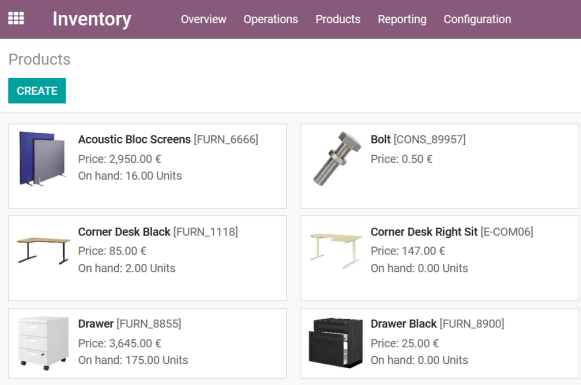 Inventory Overview Operations Products Reporting Configuration
Products
CREATE
Acoustic Bloc Screens [FURN_6666]
Price: 2,950.00 €
On hand: 16.00 Units
Bolt [CONS_89957]
Price: 0.50 €
Corner Desk Black [FURN_1118]
Price: 85.00 €
On hand: 2.00 Units
Corner Desk Right Sit [E-COM06]
Price: 147.00 €
On hand: 0.00 Units
Drawer [FURN_8855]
Price: 3,645.00 €
On hand: 175.00 Units
Drawer Black [FURN_8900]
Price: 25.00 €
On hand: 0.00 Units